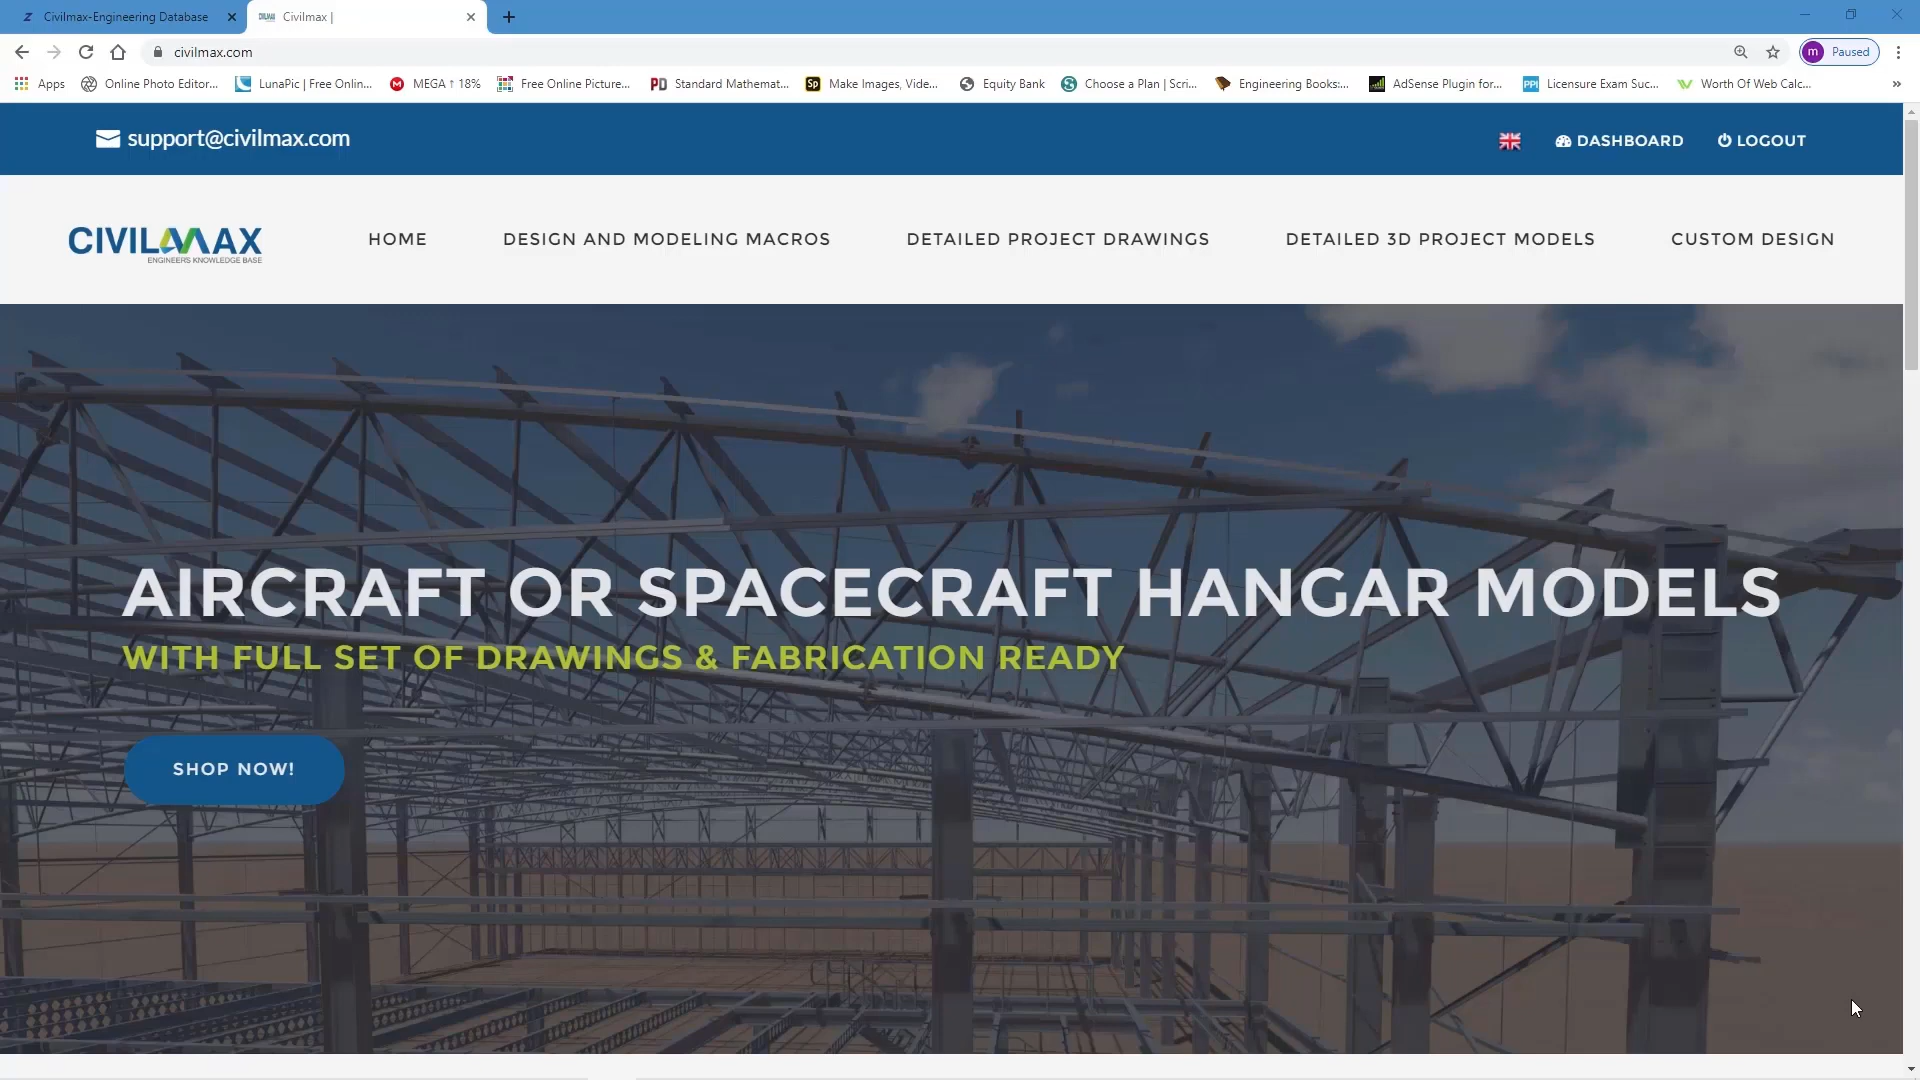 Civilmax-Engineering Database
Civilmax |
civilmax.com
m Paused
Apps Online Photo Editor... LunaPic | Free Onlin... MEGA ↑ 18% Free Online Picture... PD Standard Mathemat... Sp Make Images, Vide... Equity Bank Choose a Plan | Scri... Engineering Books:... AdSense Plugin for... PPI Licensure Exam Suc... Worth Of Web Calc... »
support@civilmax.com
DASHBOARD LOGOUT
CIVILMAX
ENGINEERS KNOWLEDGE BASE
HOME DESIGN AND MODELING MACROS DETAILED PROJECT DRAWINGS DETAILED 3D PROJECT MODELS CUSTOM DESIGN
AIRCRAFT OR SPACECRAFT HANGAR MODELS
WITH FULL SET OF DRAWINGS & FABRICATION READY
SHOP NOW!